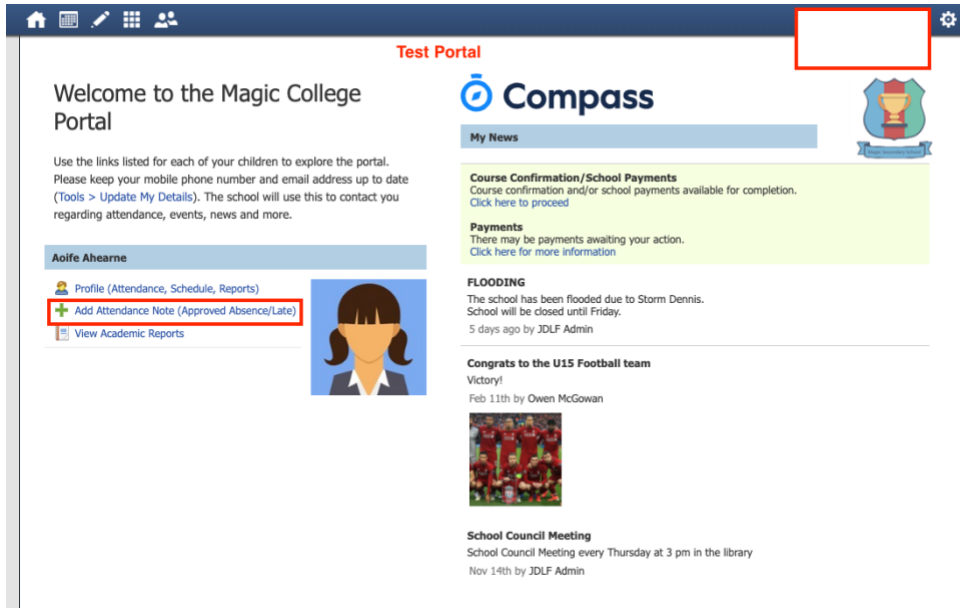 Test Portal
Welcome to the Magic College
Portal
Use the links listed for each of your children to explore the portal.
Please keep your mobile phone number and email address up to date
(Tools > Update My Details). The school will use this to contact you
regarding attendance, events, news and more.
Aoife Ahearne
Profile (Attendance, Schedule, Reports)
Add Attendance Note (Approved Absence/Late)
View Academic Reports
Compass
Magic Secondary School
My News
Course Confirmation/School Payments
Course confirmation and/or school payments available for completion.
Click here to proceed
Payments
There may be payments awaiting your action.
Click here for more information
FLOODING
The school has been flooded due to Storm Dennis.
School will be closed until Friday.
5 days ago by JDLF Admin
Congrats to the U15 Football team
Victory!
Feb 11th by Owen McGowan
School Council Meeting
School Council Meeting every Thursday at 3 pm in the library
Nov 14th by JDLF Admin